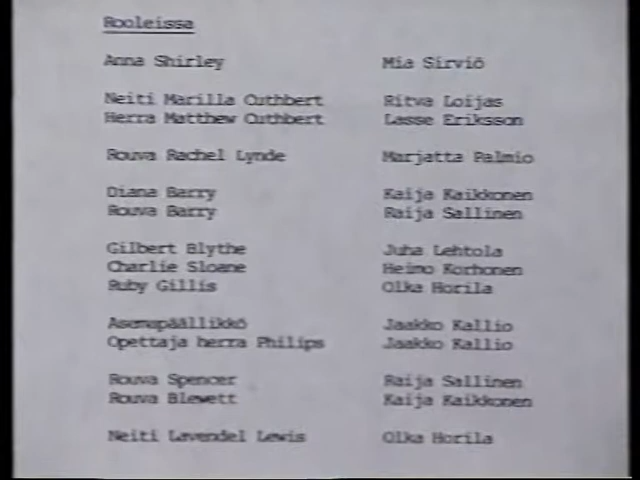 Rooleissa
Anna Shirley Mia Sirviö
Neiti Marilla Cuthbert Ritva Loijas
Herra Matthew Cuthbert Lasse Eriksson
Rouva Rachel Lynde Marjatta Palmio
Diana Barry Kaija Kaikkonen
Rouva Barry Raija Sallinen
Gilbert Blythe Juha Lehtola
Charlie Sloane Heimo Korhonen
Ruby Gillis Olka Horila
Asemapäällikkö Jaakko Kallio
Opettaja herra Philips Jaakko Kallio
Rouva Spencer Raija Sallinen
Rouva Blewett Kaija Kaikkonen
Neiti Lavendel Lewis Olka Horila